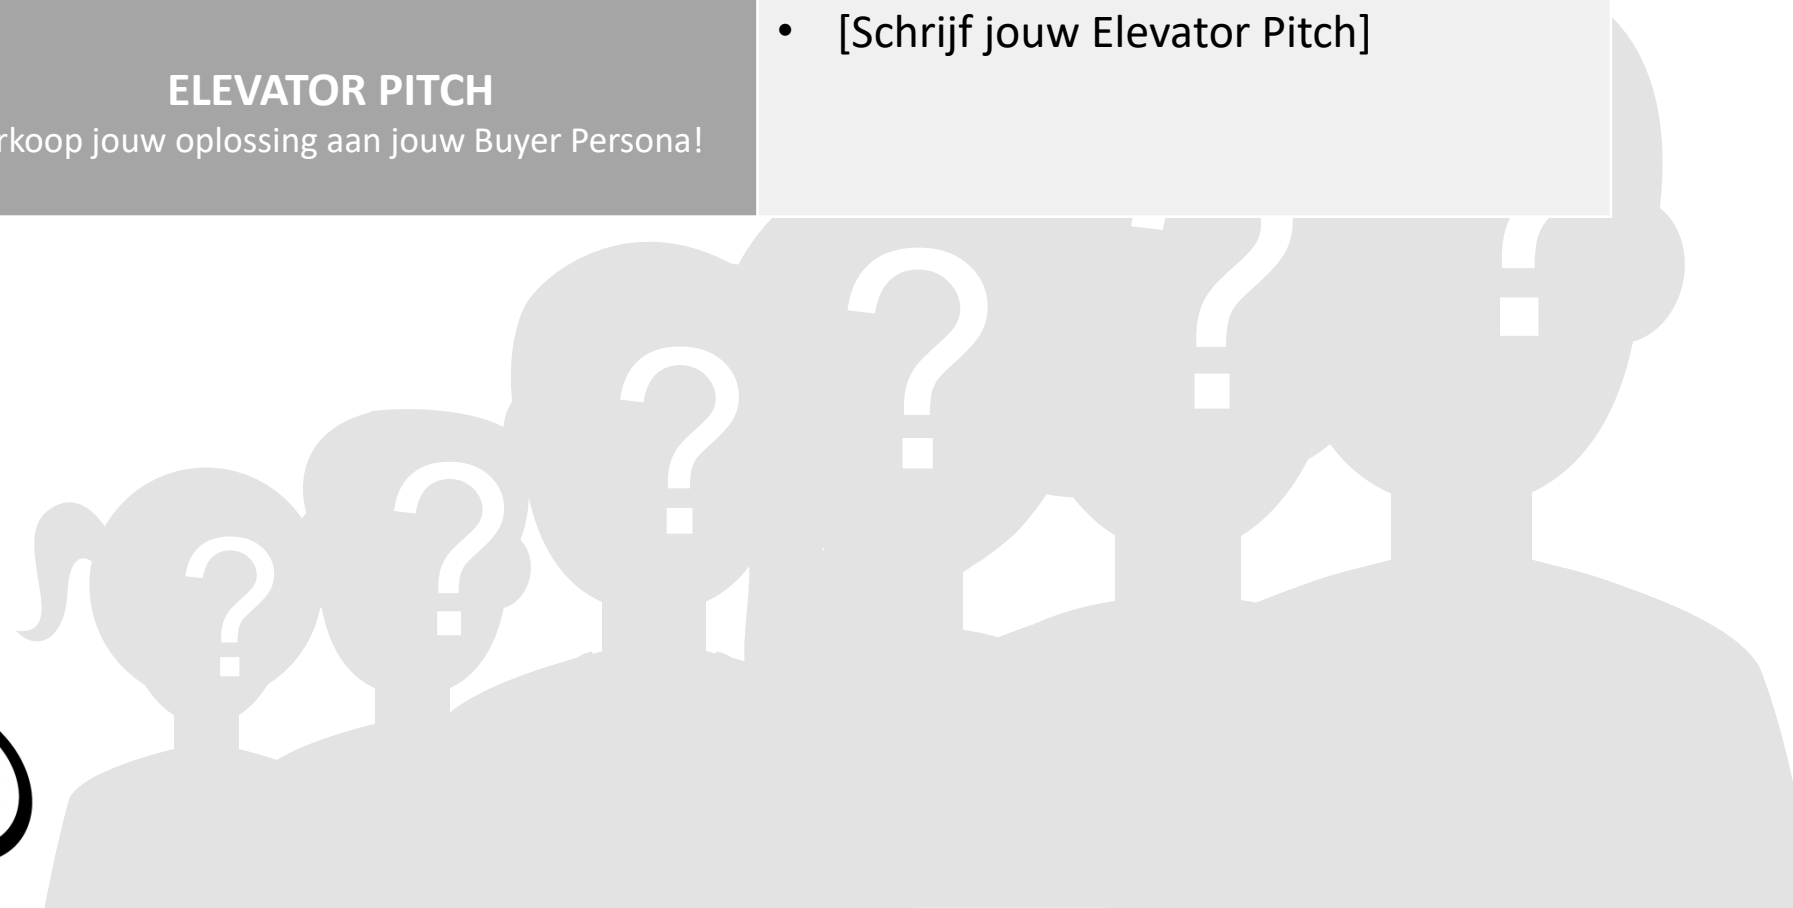 ELEVATOR PITCH
rkoop jouw oplossing aan jouw Buyer Persona!
• [Schrijf jouw Elevator Pitch]
?
?
?
?
?
?